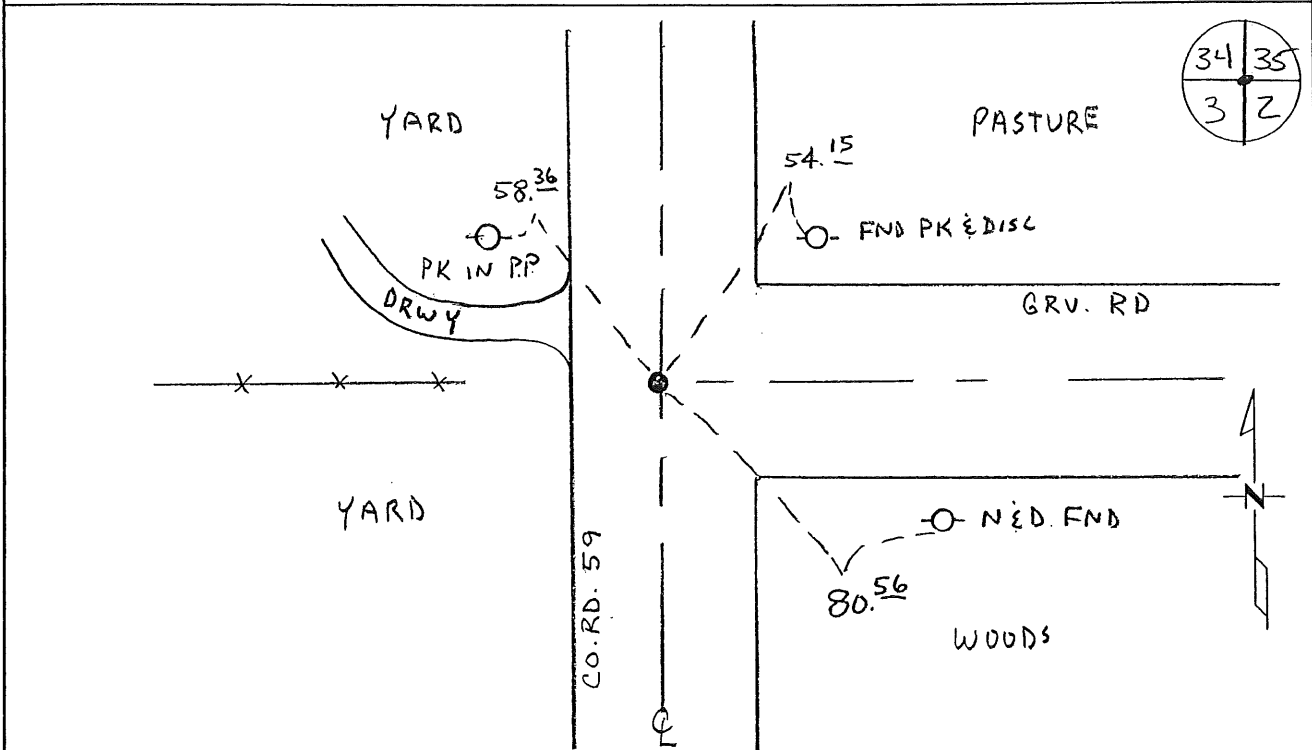 34 35
3 2
YARD
PASTURE
54.15
58.36
FND PK & DISC
PK IN P.P.
DRWY
GRV. RD
N
YARD
N & D. FND
CO. RD. 59
80.56
WOODS
CL